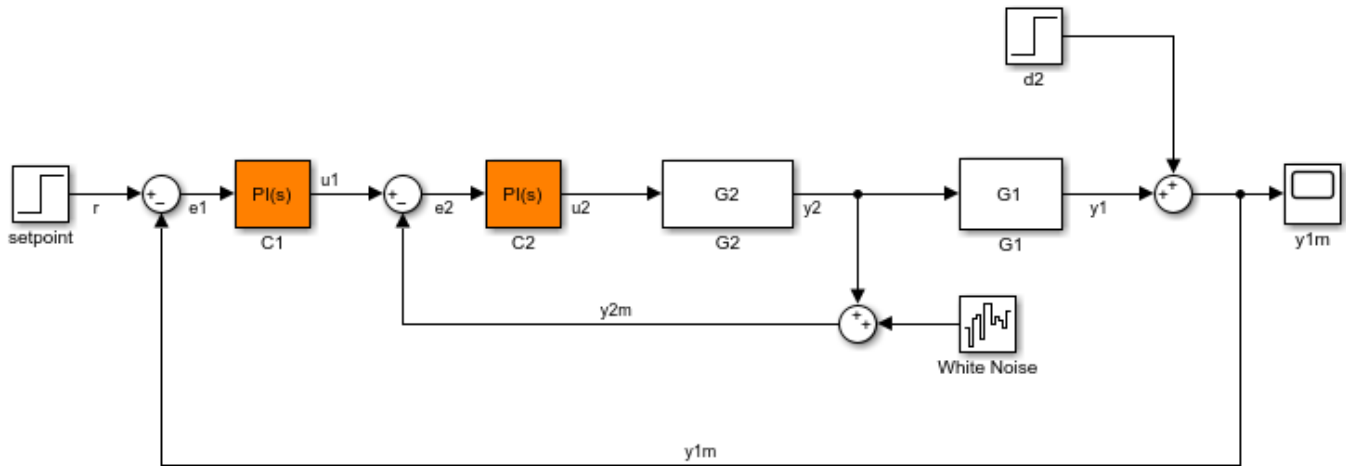 d2
setpoint
r
+
−
e1
PI(s)
C1
u1
+
−
e2
PI(s)
C2
u2
G2
G2
y2
G1
G1
y1
+
+
y1m
y2m
+
+
White Noise
y1m